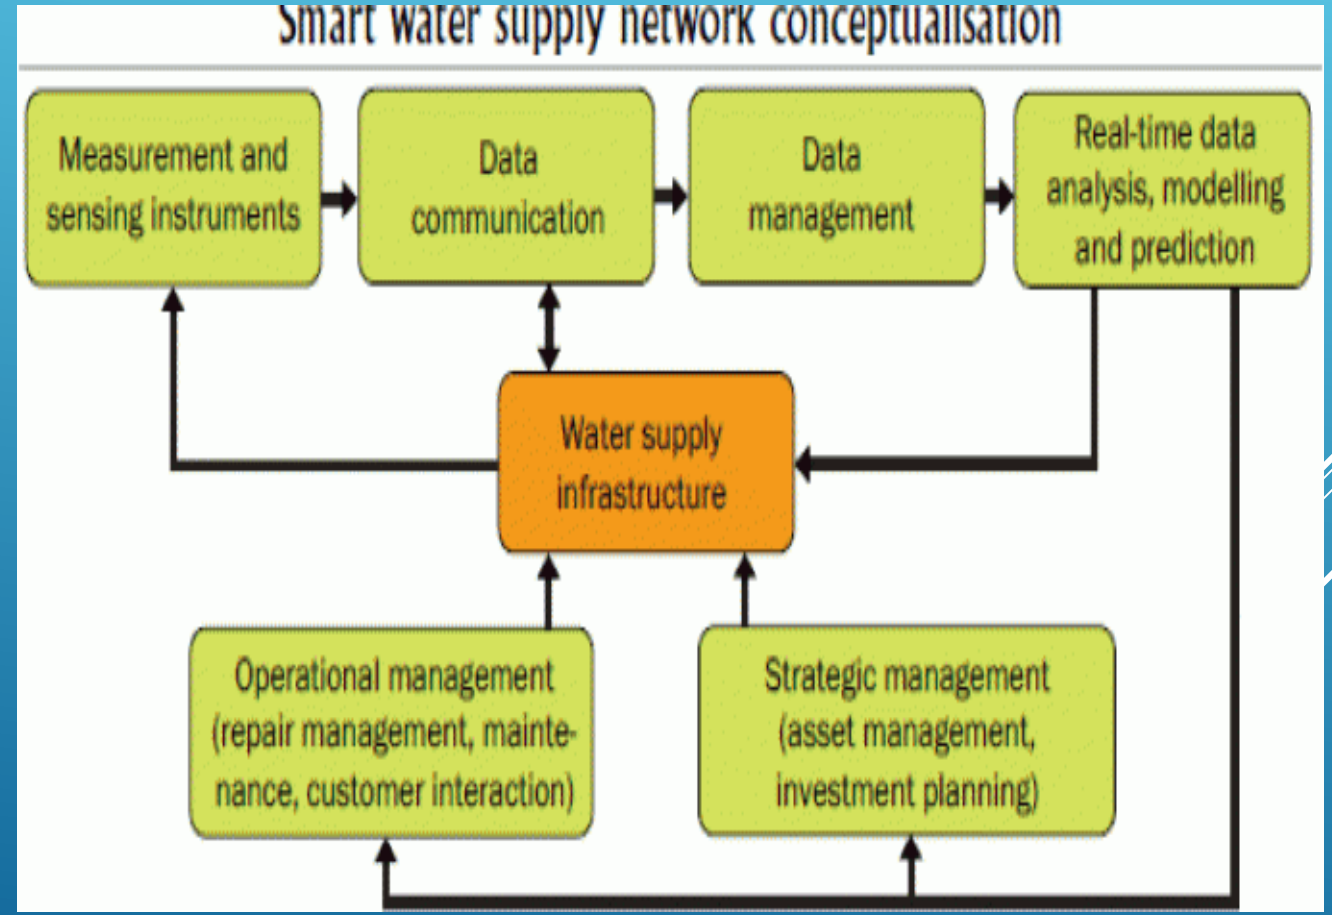 Smart water supply network conceptualisation
Measurement and
sensing instruments
Data
communication
Data
management
Real-time data
analysis, modelling
and prediction
Water supply
infrastructure
Operational management
(repair management, mainte-
nance, customer interaction)
Strategic management
(asset management,
investment planning)